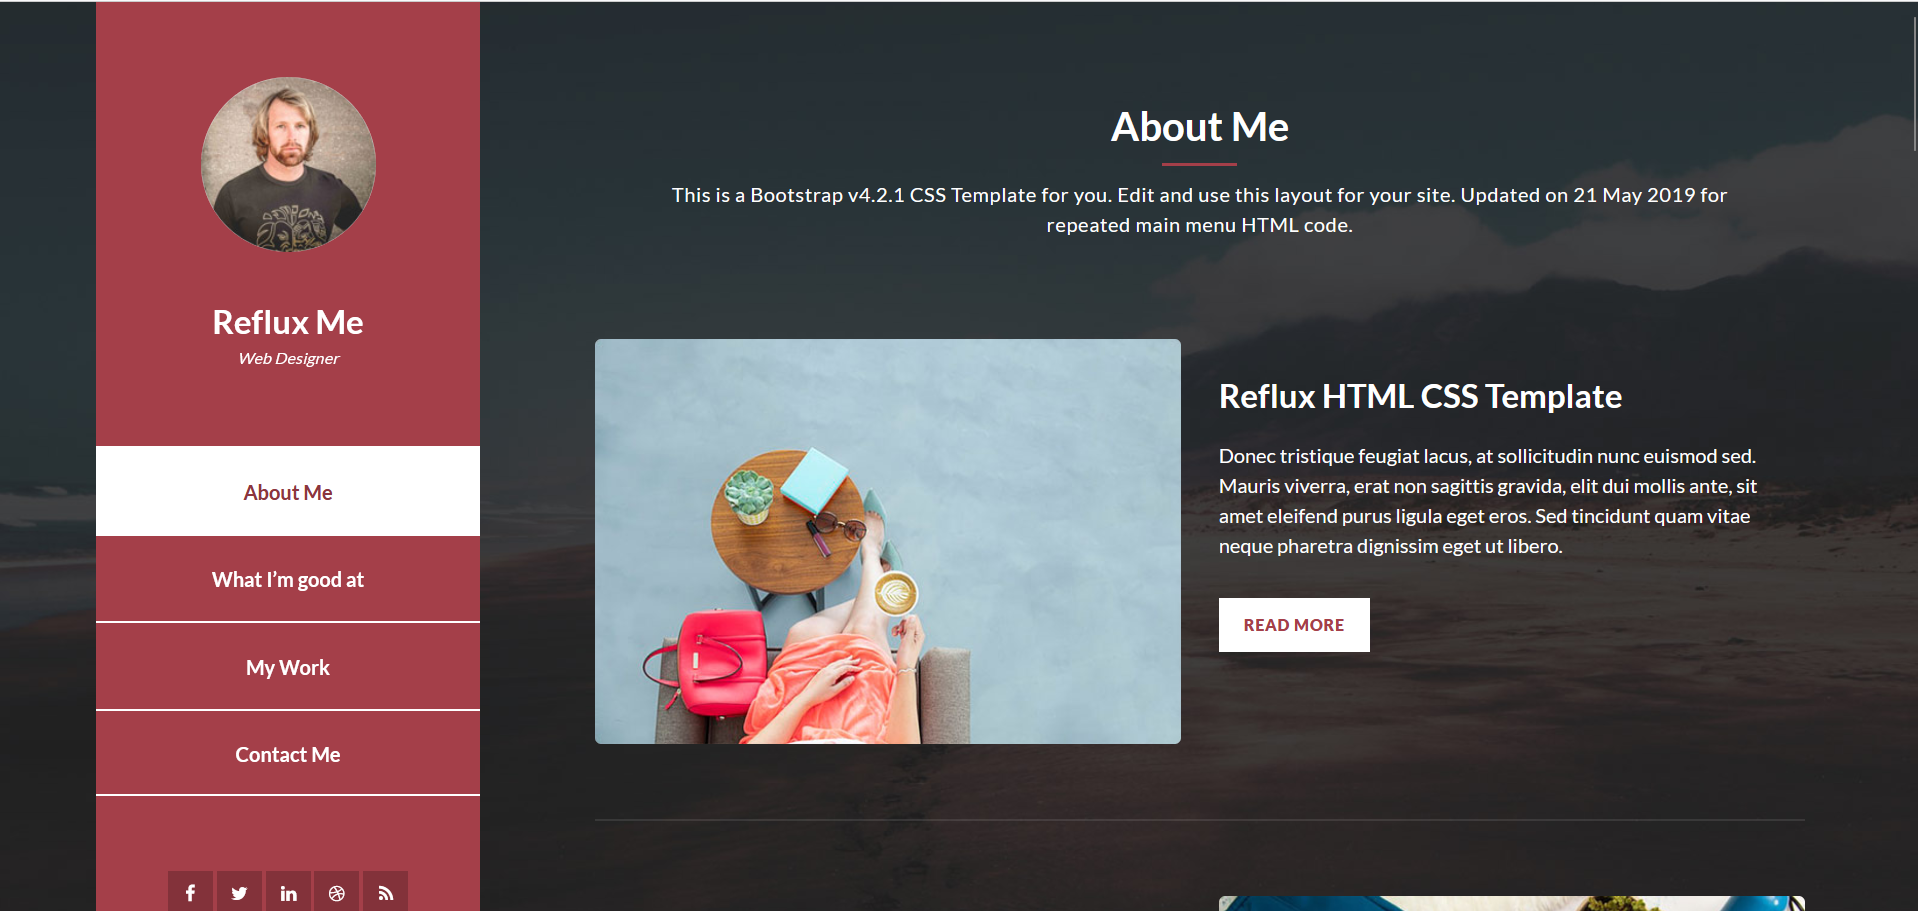 Reflux Me
Web Designer
About Me
What I’m good at
My Work
Contact Me
About Me
This is a Bootstrap v4.2.1 CSS Template for you. Edit and use this layout for your site. Updated on 21 May 2019 for
repeated main menu HTML code.
Reflux HTML CSS Template
Donec tristique feugiat lacus, at sollicitudin nunc euismod sed.
Mauris viverra, erat non sagittis gravida, elit dui mollis ante, sit
amet eleifend purus ligula eget eros. Sed tincidunt quam vitae
neque pharetra dignissim eget ut libero.
READ MORE